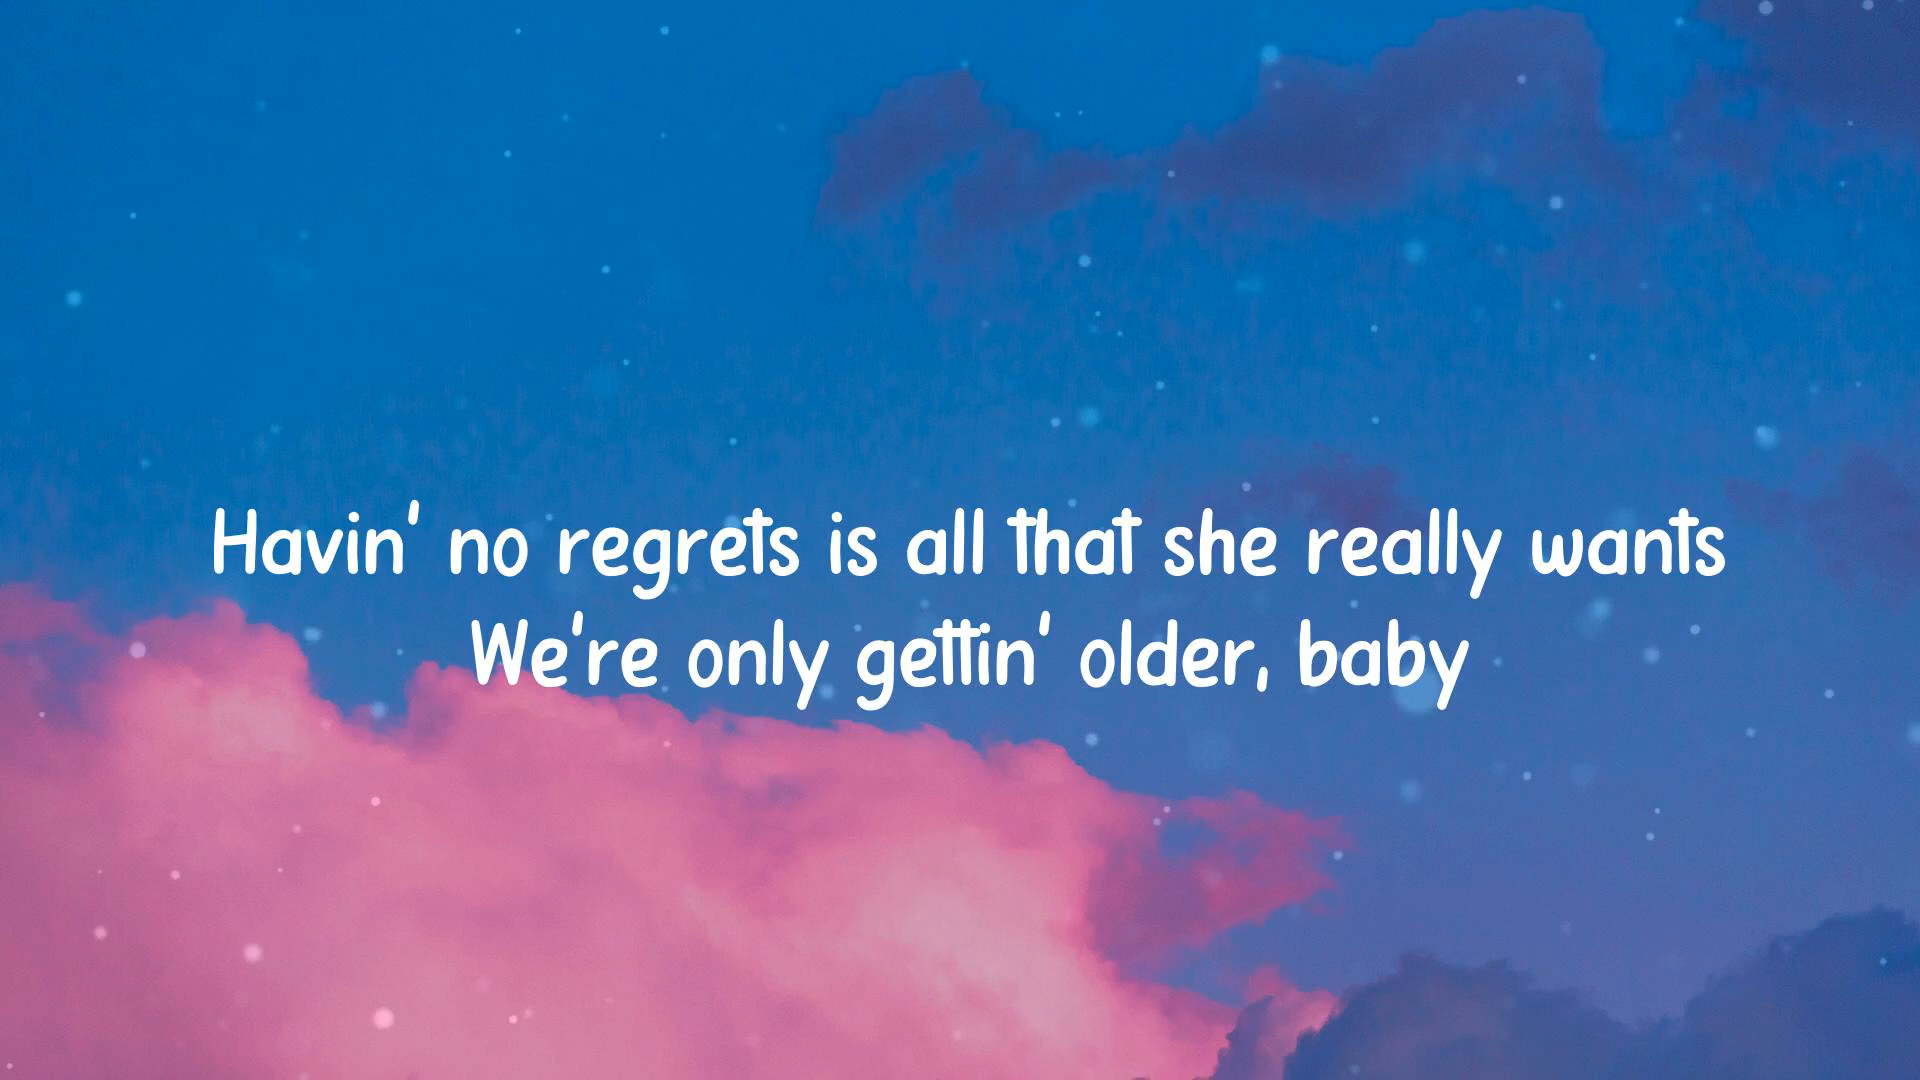 Havin' no regrets is all that she really wants
We're only gettin' older, baby